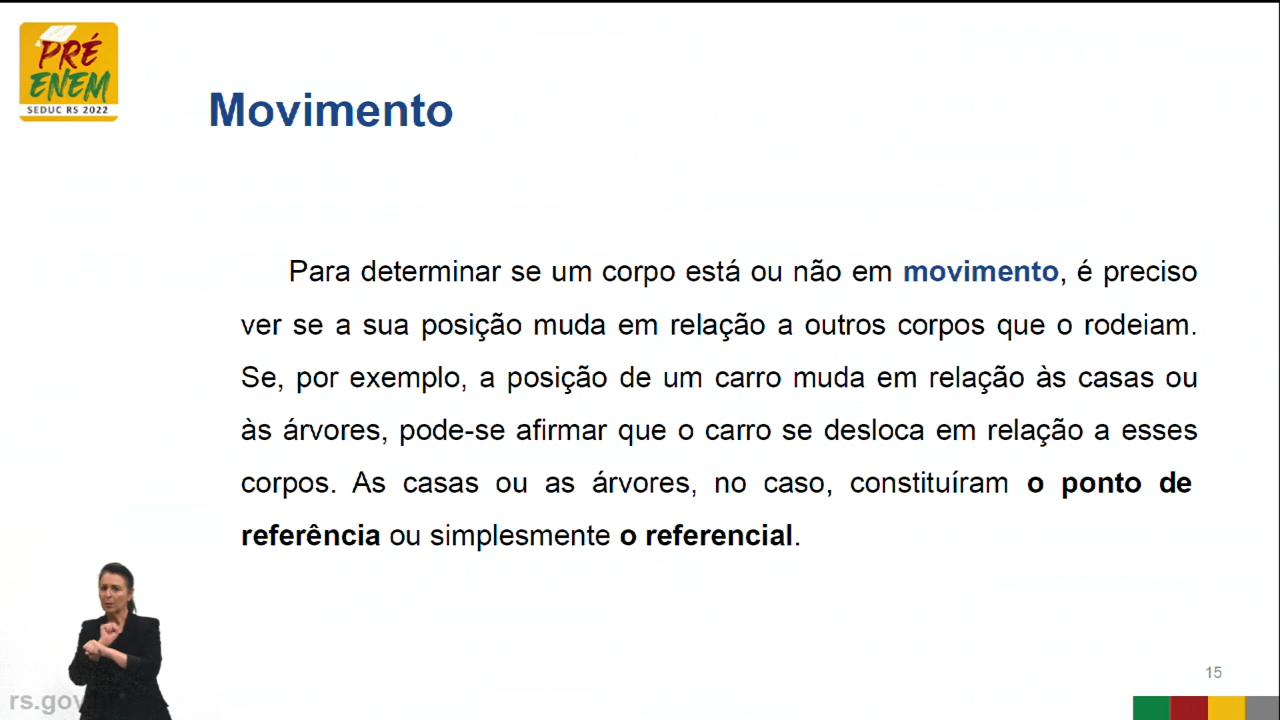 PRÉ
ENEM
SEDUC RS 2022
Movimento
Para determinar se um corpo está ou não em movimento, é preciso
ver se a sua posição muda em relação a outros corpos que o rodeiam.
Se, por exemplo, a posição de um carro muda em relação às casas ou
às árvores, pode-se afirmar que o carro se desloca em relação a esses
corpos. As casas ou as árvores, no caso, constituíram o ponto de
referência ou simplesmente o referencial.
15
rs.gov